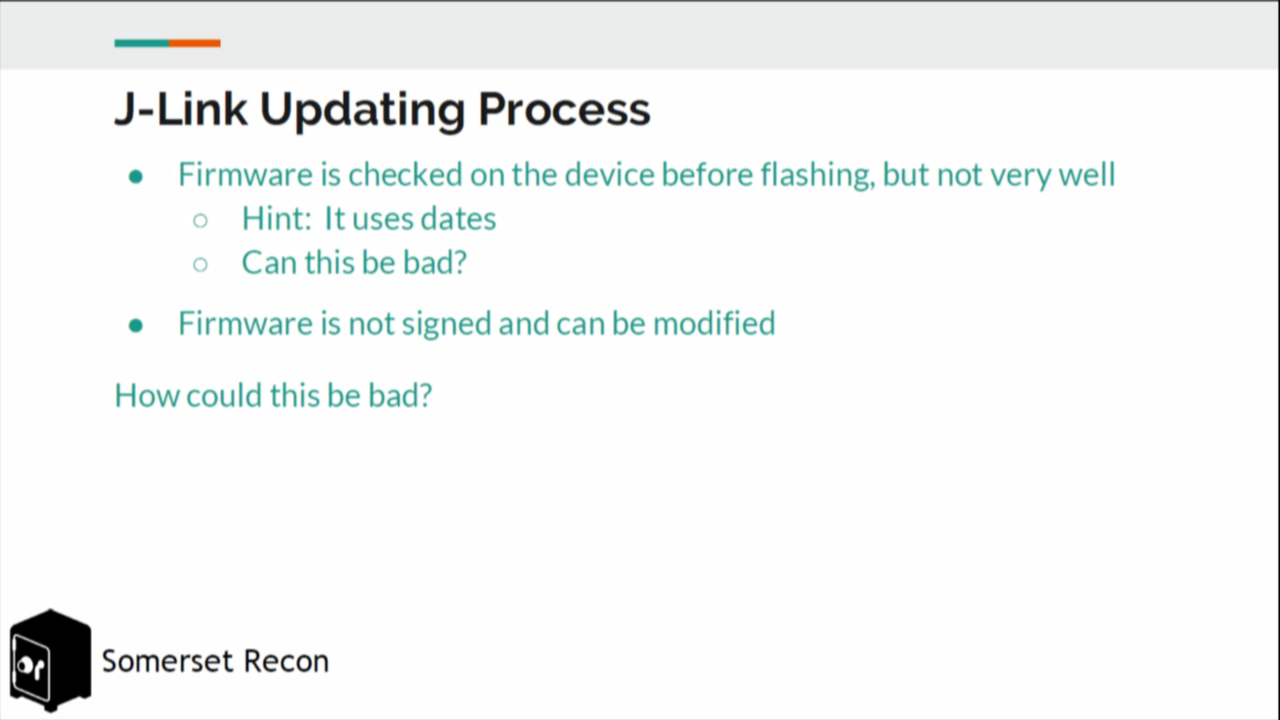 J-Link Updating Process
● Firmware is checked on the device before flashing, but not very well
○ Hint: It uses dates
○ Can this be bad?
● Firmware is not signed and can be modified
How could this be bad?
Somerset Recon